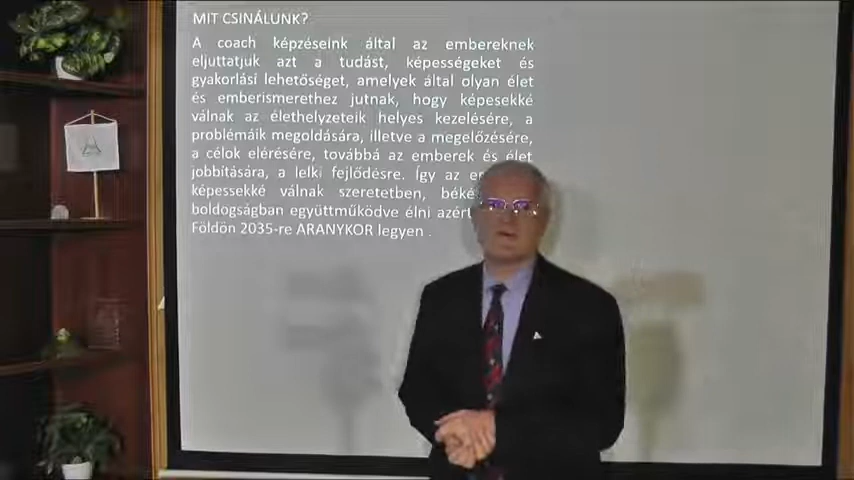 MIT CSINÁLUNK?
A coach képzéseink által az embereknek
eljuttatjuk azt a tudást, képességeket és
gyakorlási lehetőséget, amelyek által olyan élet
és emberismerethez jutnak, hogy képesekké
válnak az élethelyzeteik helyes kezelésére, a
problémáik megoldására, illetve a megelőzésére,
a célok elérésére, továbbá az emberek és élet
jobbítására, a lelki fejlődésre. Így az
képessekké válnak szeretetben,
boldogságban együttműködve élni
Földön 2035-re ARANYKOR legyen .